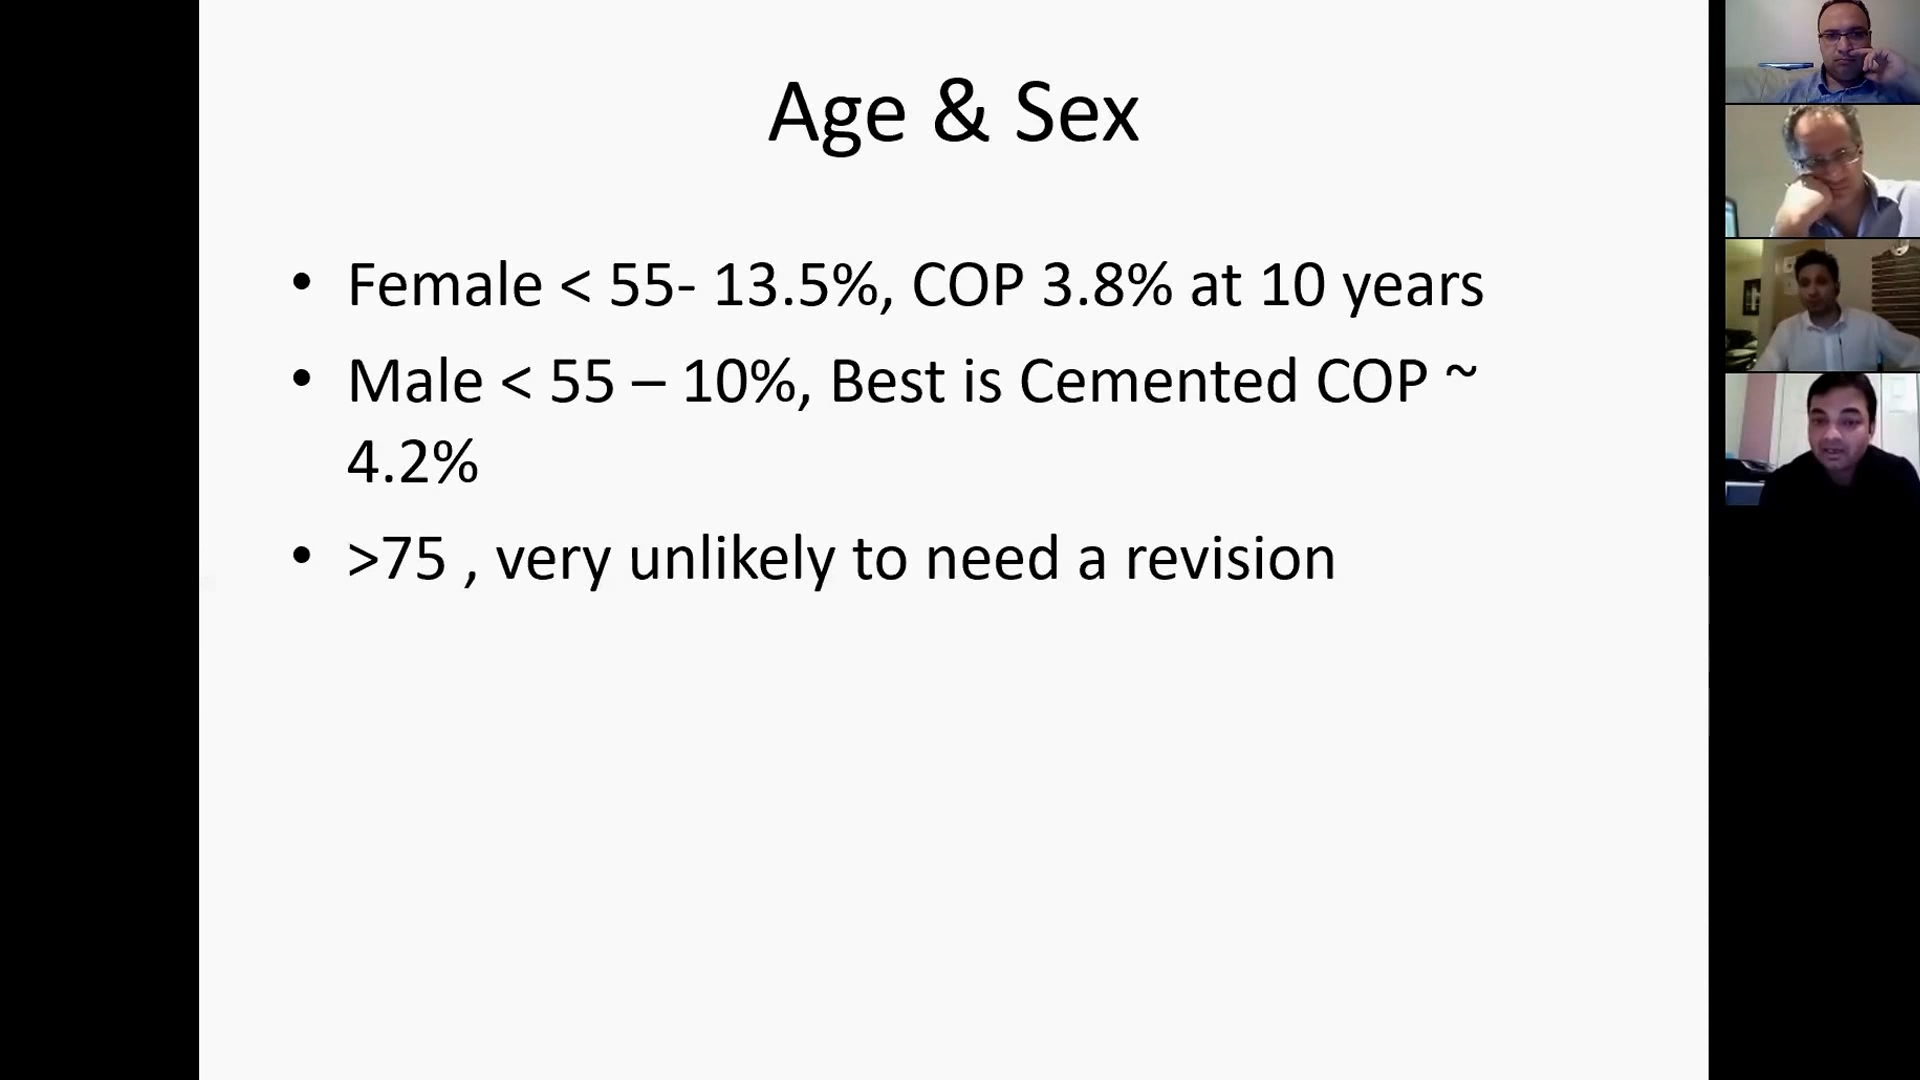 Age & Sex
• Female < 55- 13.5%, COP 3.8% at 10 years
• Male < 55 – 10%, Best is Cemented COP ~
4.2%
• >75 , very unlikely to need a revision